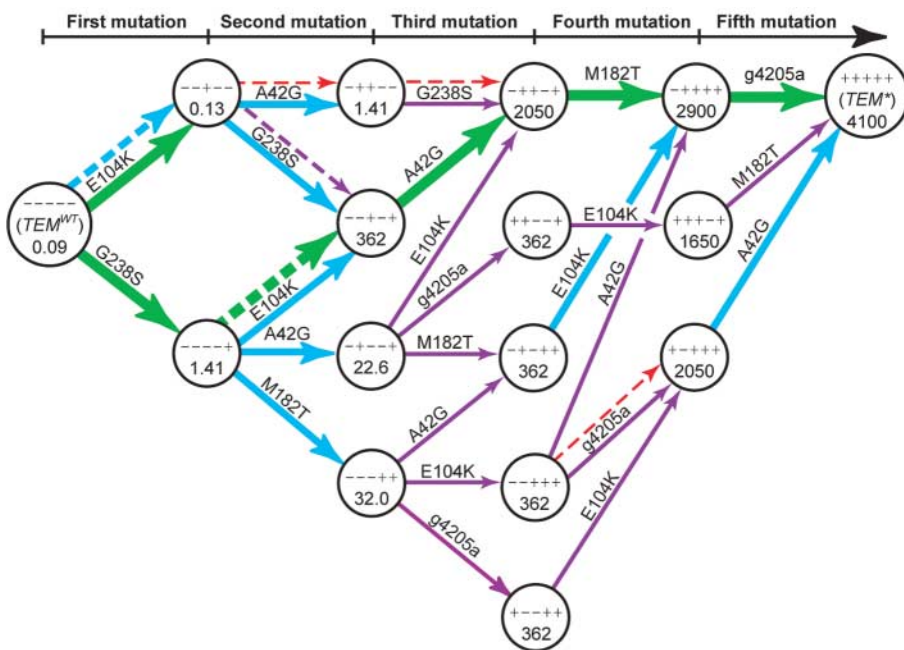 First mutation Second mutation Third mutation Fourth mutation Fifth mutation
−−+−−
0.13
A42G
−++−−
1.41
G238S
−++−+
2050
M182T
−++++
2900
g4205a
+++++
(TEM*)
4100
E104K
G238S
A42G
M182T
−−−−−
(TEM^WT)
0.09
−−+−+
362
E104K
++−−+
362
E104K
+++−+
1650
G238S
E104K
g4205a
A42G
E104K
A42G
−−−−+
1.41
A42G
−+−−+
22.6
M182T
−+−++
362
+−+++
2050
M182T
A42G
g4205a
−−−++
32.0
E104K
−−+++
362
g4205a
E104K
+−−++
362